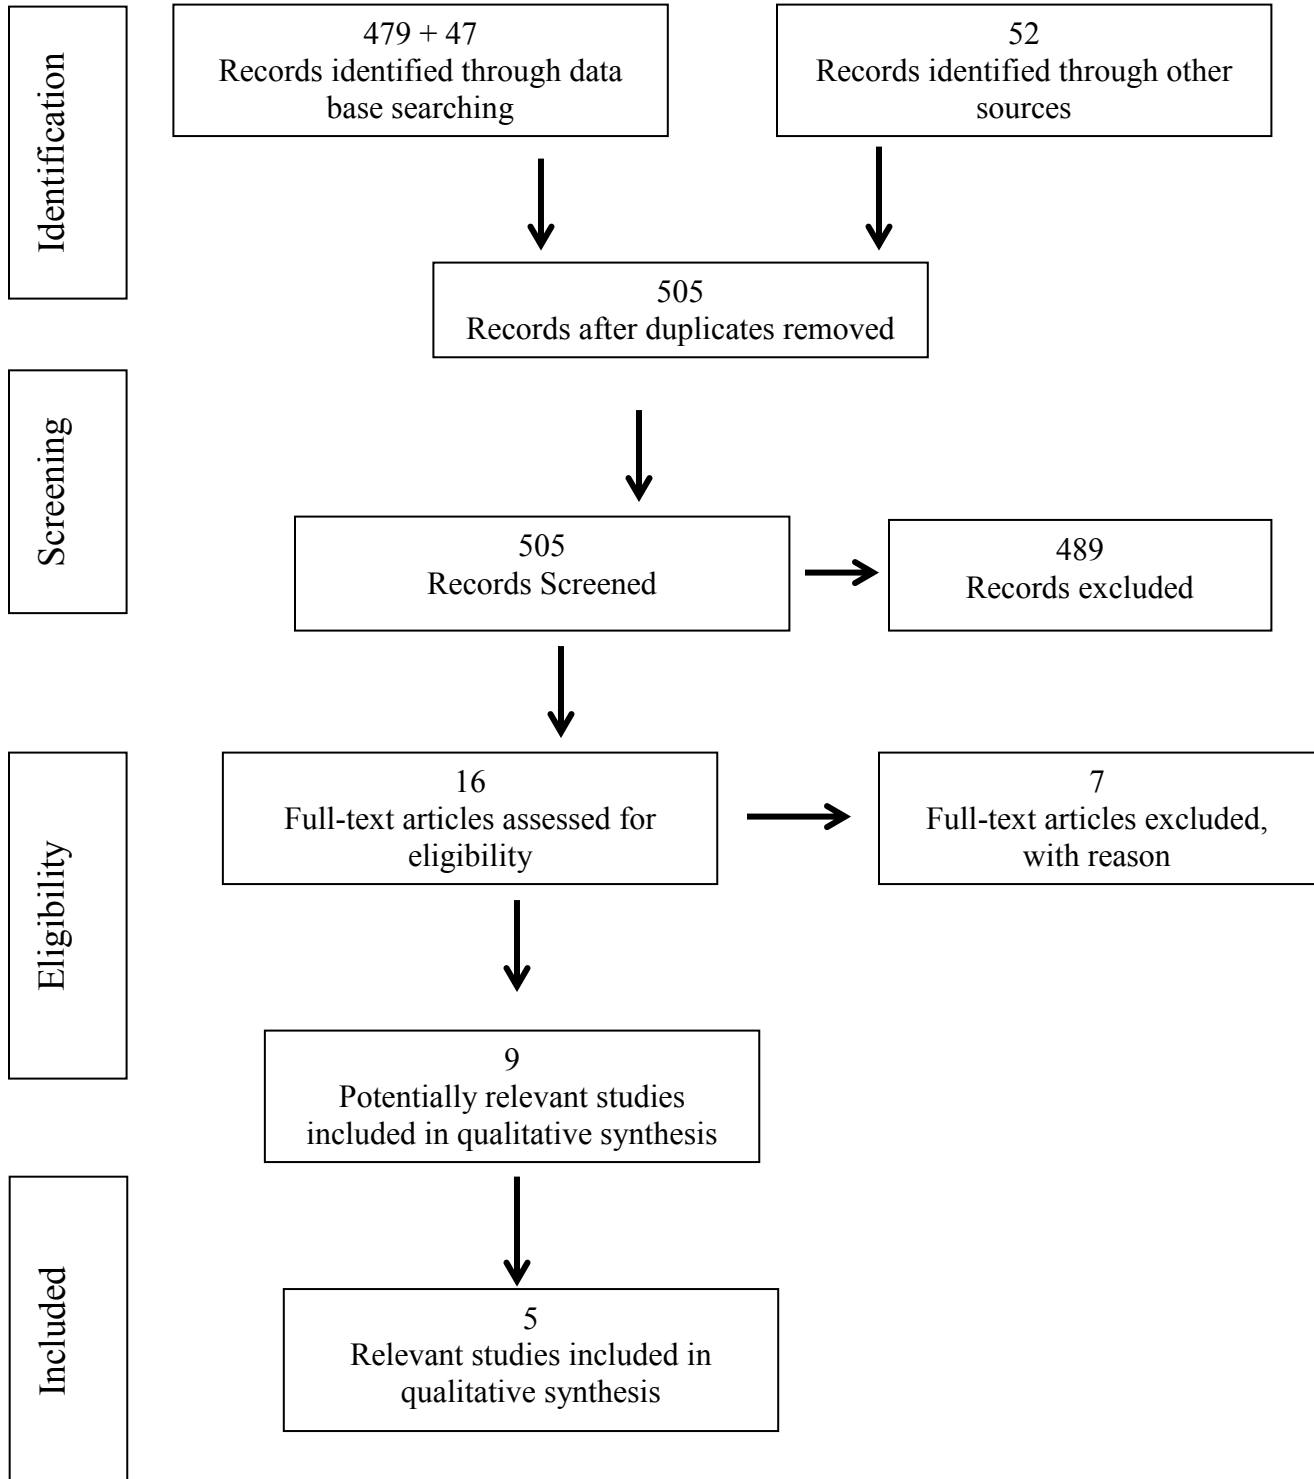 Identification
479 + 47
Records identified through data
base searching
52
Records identified through other
sources
505
Records after duplicates removed
Screening
505
Records Screened
489
Records excluded
Eligibility
16
Full-text articles assessed for
eligibility
7
Full-text articles excluded,
with reason
9
Potentially relevant studies
included in qualitative synthesis
Included
5
Relevant studies included in
qualitative synthesis